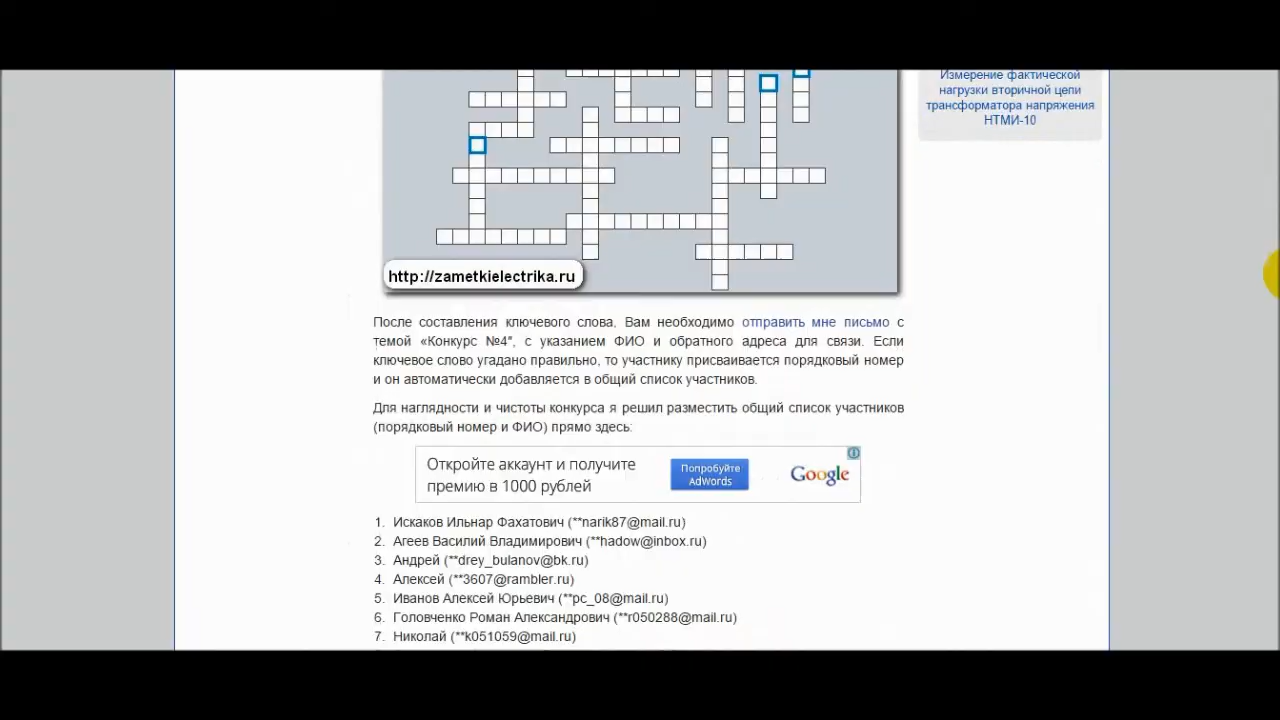 Измерение фактической
нагрузки вторичной цепи
трансформатора напряжения
НТМИ-10
http://zametkielectrika.ru
После составления ключевого слова, Вам необходимо отправить мне письмо с
темой «Конкурс №4", с указанием ФИО и обратного адреса для связи. Если
ключевое слово угадано правильно, то участнику присваивается порядковый номер
и он автоматически добавляется в общий список участников.
Для наглядности и чистоты конкурса я решил разместить общий список участников
(порядковый номер и ФИО) прямо здесь:
Откройте аккаунт и получите
премию в 1000 рублей
Попробуйте
AdWords
Google
1. Искаков Ильнар Фахатович (**narik87@mail.ru)
2. Агеев Василий Владимирович (**hadow@inbox.ru)
3. Андрей (**drey_bulanov@bk.ru)
4. Алексей (**3607@rambler.ru)
5. Иванов Алексей Юрьевич (**pc_08@mail.ru)
6. Головченко Роман Александрович (**r050288@mail.ru)
7. Николай (**k051059@mail.ru)